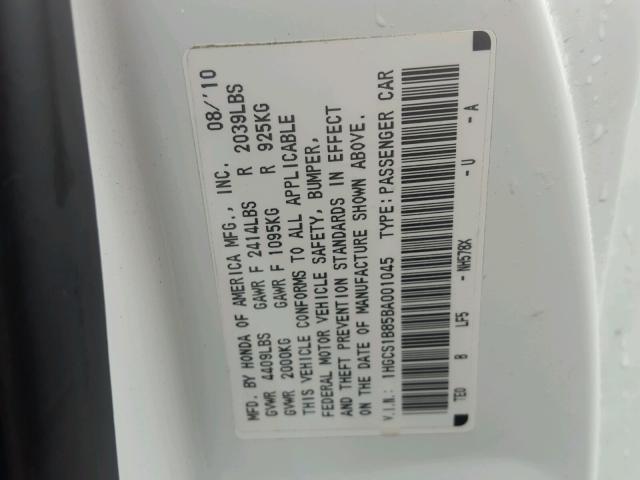 MFD. BY HONDA OF AMERICA MFG., INC. 08/'10
GVWR 4409LBS GAWR F 2414LBS R 2039LBS
GVWR 2000KG GAWR F 1095KG R 925KG
THIS VEHICLE CONFORMS TO ALL APPLICABLE
FEDERAL MOTOR VEHICLE SAFETY, BUMPER,
AND THEFT PREVENTION STANDARDS IN EFFECT
ON THE DATE OF MANUFACTURE SHOWN ABOVE.
V.I.N.: 1HGCS1B85BA001045 TYPE: PASSENGER CAR
TE0 B LF5 - NH578X - U - A